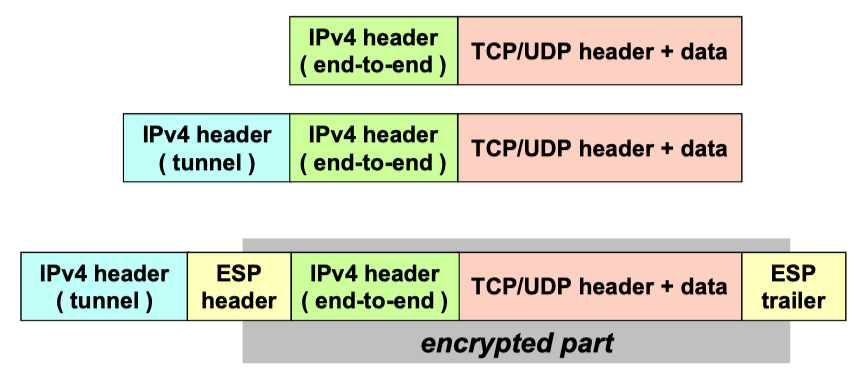 IPv4 header
( end-to-end )
TCP/UDP header + data
IPv4 header
( tunnel )
IPv4 header
( end-to-end )
TCP/UDP header + data
IPv4 header
( tunnel )
ESP
header
IPv4 header
( end-to-end )
TCP/UDP header + data
ESP
trailer
encrypted part